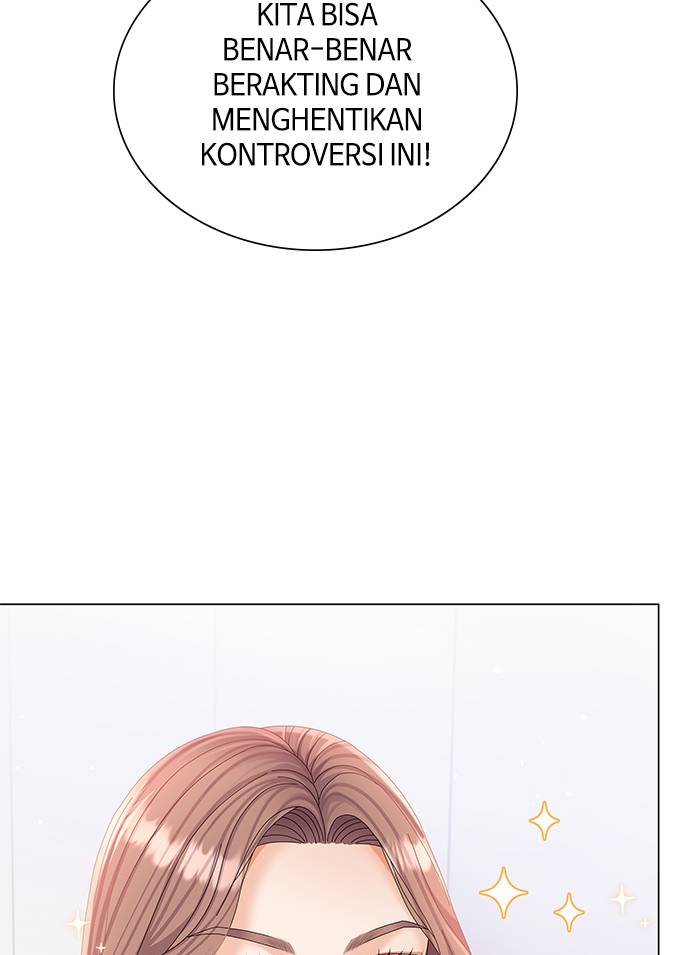 KITA BISA
BENAR-BENAR
BERAKTING DAN
MENGHENTIKAN
KONTROVERSI INI!